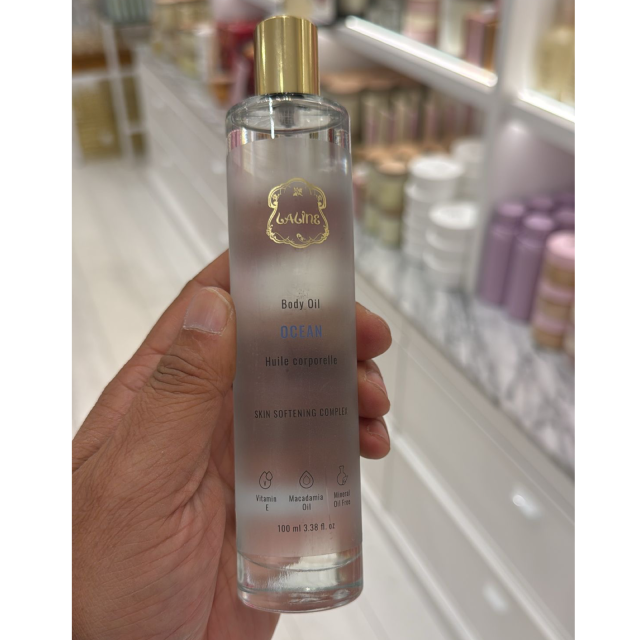 LALINE
Body Oil
OCEAN
Huile corporelle
SKIN SOFTENING COMPLEX
Vitamin
E
Macadamia
Oil
Mineral
Oil Free
100 ml 3.38 fl. oz